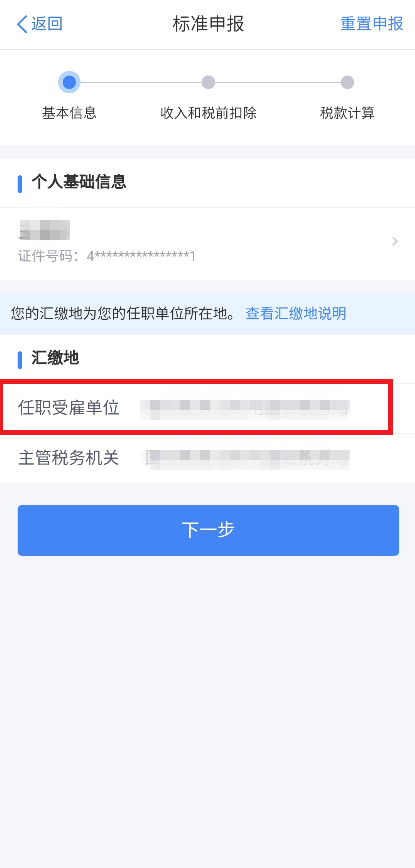 返回
标准申报
重置申报
基本信息
收入和税前扣除
税款计算
个人基础信息
证件号码：4****************1
您的汇缴地为您的任职单位所在地。 查看汇缴地说明
汇缴地
任职受雇单位
主管税务机关
下一步